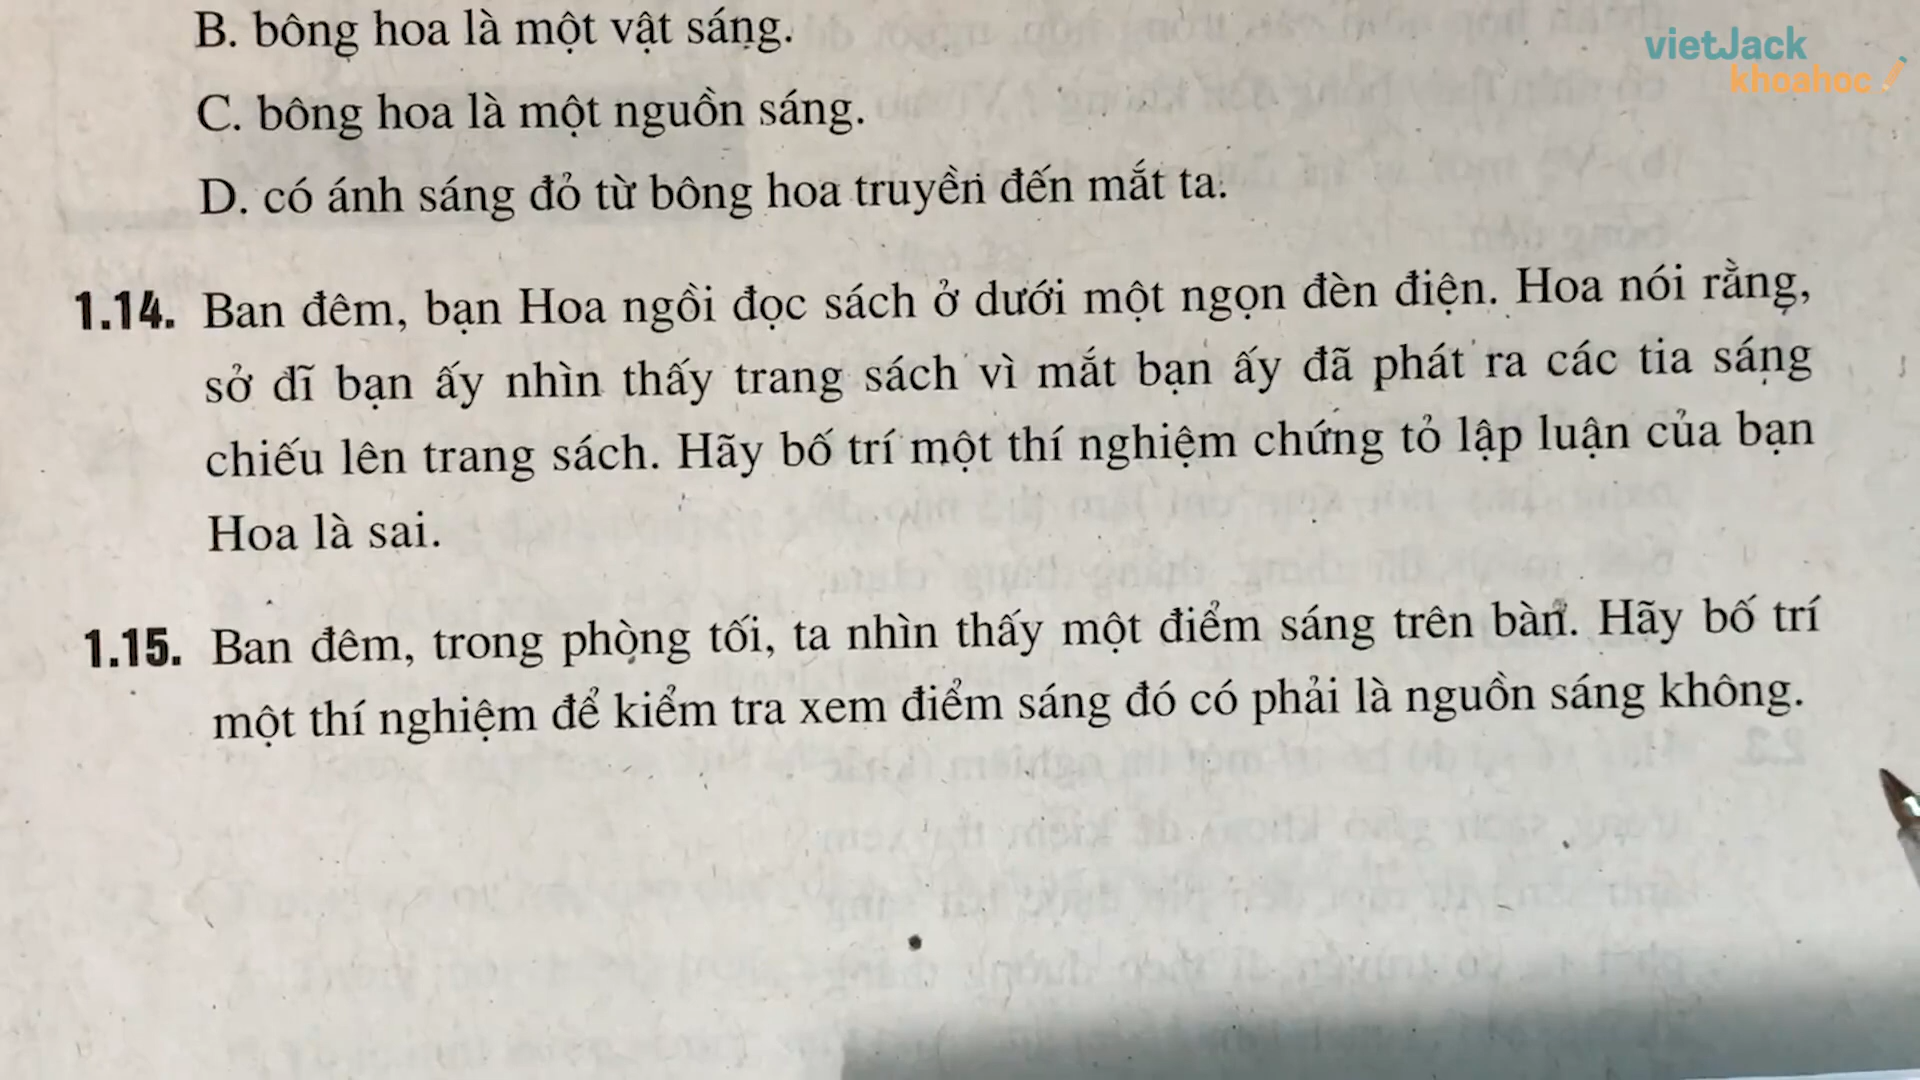 B. bông hoa là một vật sáng.
vietJack
khoahoc
C. bông hoa là một nguồn sáng.
D. có ánh sáng đỏ từ bông hoa truyền đến mắt ta.
1.14. Ban đêm, bạn Hoa ngồi đọc sách ở dưới một ngọn đèn điện. Hoa nói rằng,
sở dĩ bạn ấy nhìn thấy trang sách vì mắt bạn ấy đã phát ra các tia sáng
chiếu lên trang sách. Hãy bố trí một thí nghiệm chứng tỏ lập luận của bạn
Hoa là sai.
1.15. Ban đêm, trong phòng tối, ta nhìn thấy một điểm sáng trên bàn. Hãy bố trí
một thí nghiệm để kiểm tra xem điểm sáng đó có phải là nguồn sáng không.